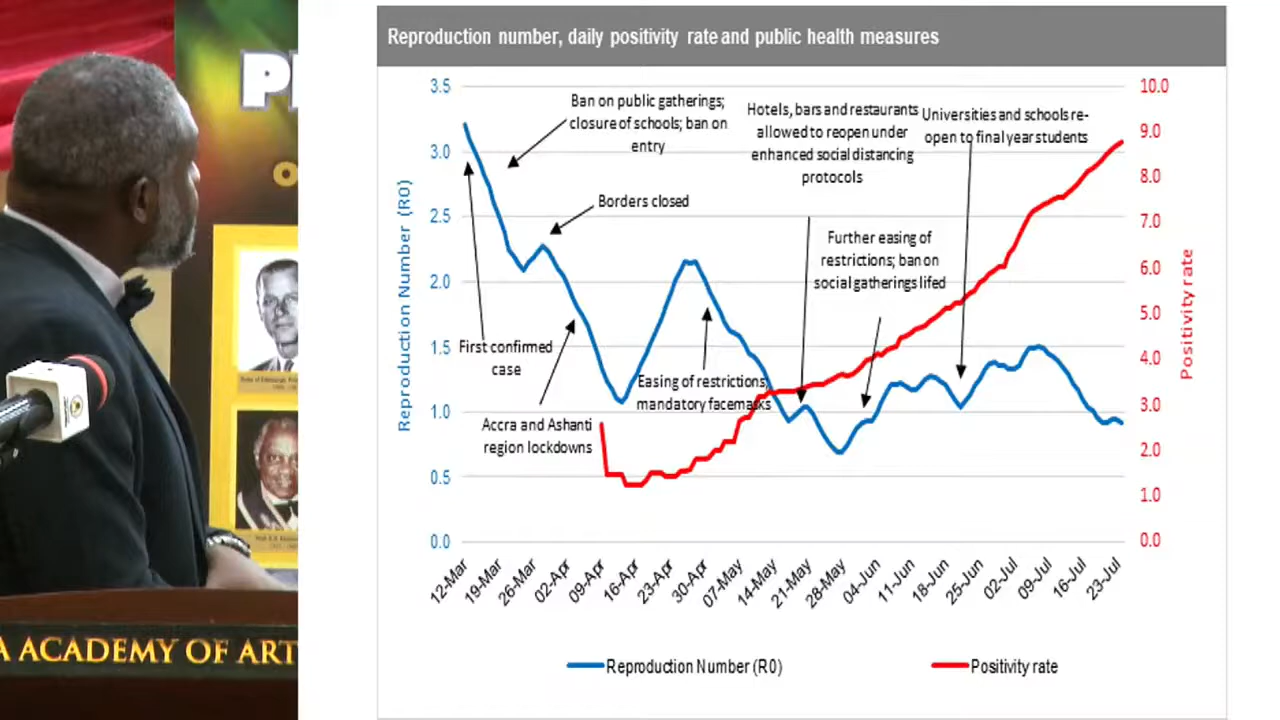 P
O
A ACADEMY OF ART
Reproduction number, daily positivity rate and public health measures
3.5
3.0
2.5
2.0
1.5
1.0
0.5
0.0
Reproduction Number (R0)
10.0
9.0
8.0
7.0
6.0
5.0
4.0
3.0
2.0
1.0
0.0
Positivity rate
Ban on public gatherings;
closure of schools; ban on
entry
Hotels, bars and restaurants
allowed to reopen under
enhanced social distancing
protocols
Universities and schools re-
open to final year students
Borders closed
Further easing of
restrictions; ban on
social gatherings lifed
First confirmed
case
Easing of restrictions,
mandatory facemasks
Accra and Ashanti
region lockdowns
12-Mar
19-Mar
26-Mar
02-Apr
09-Apr
16-Apr
23-Apr
30-Apr
07-May
14-May
21-May
28-May
04-Jun
11-Jun
18-Jun
25-Jun
02-Jul
09-Jul
16-Jul
23-Jul
Reproduction Number (R0)
Positivity rate